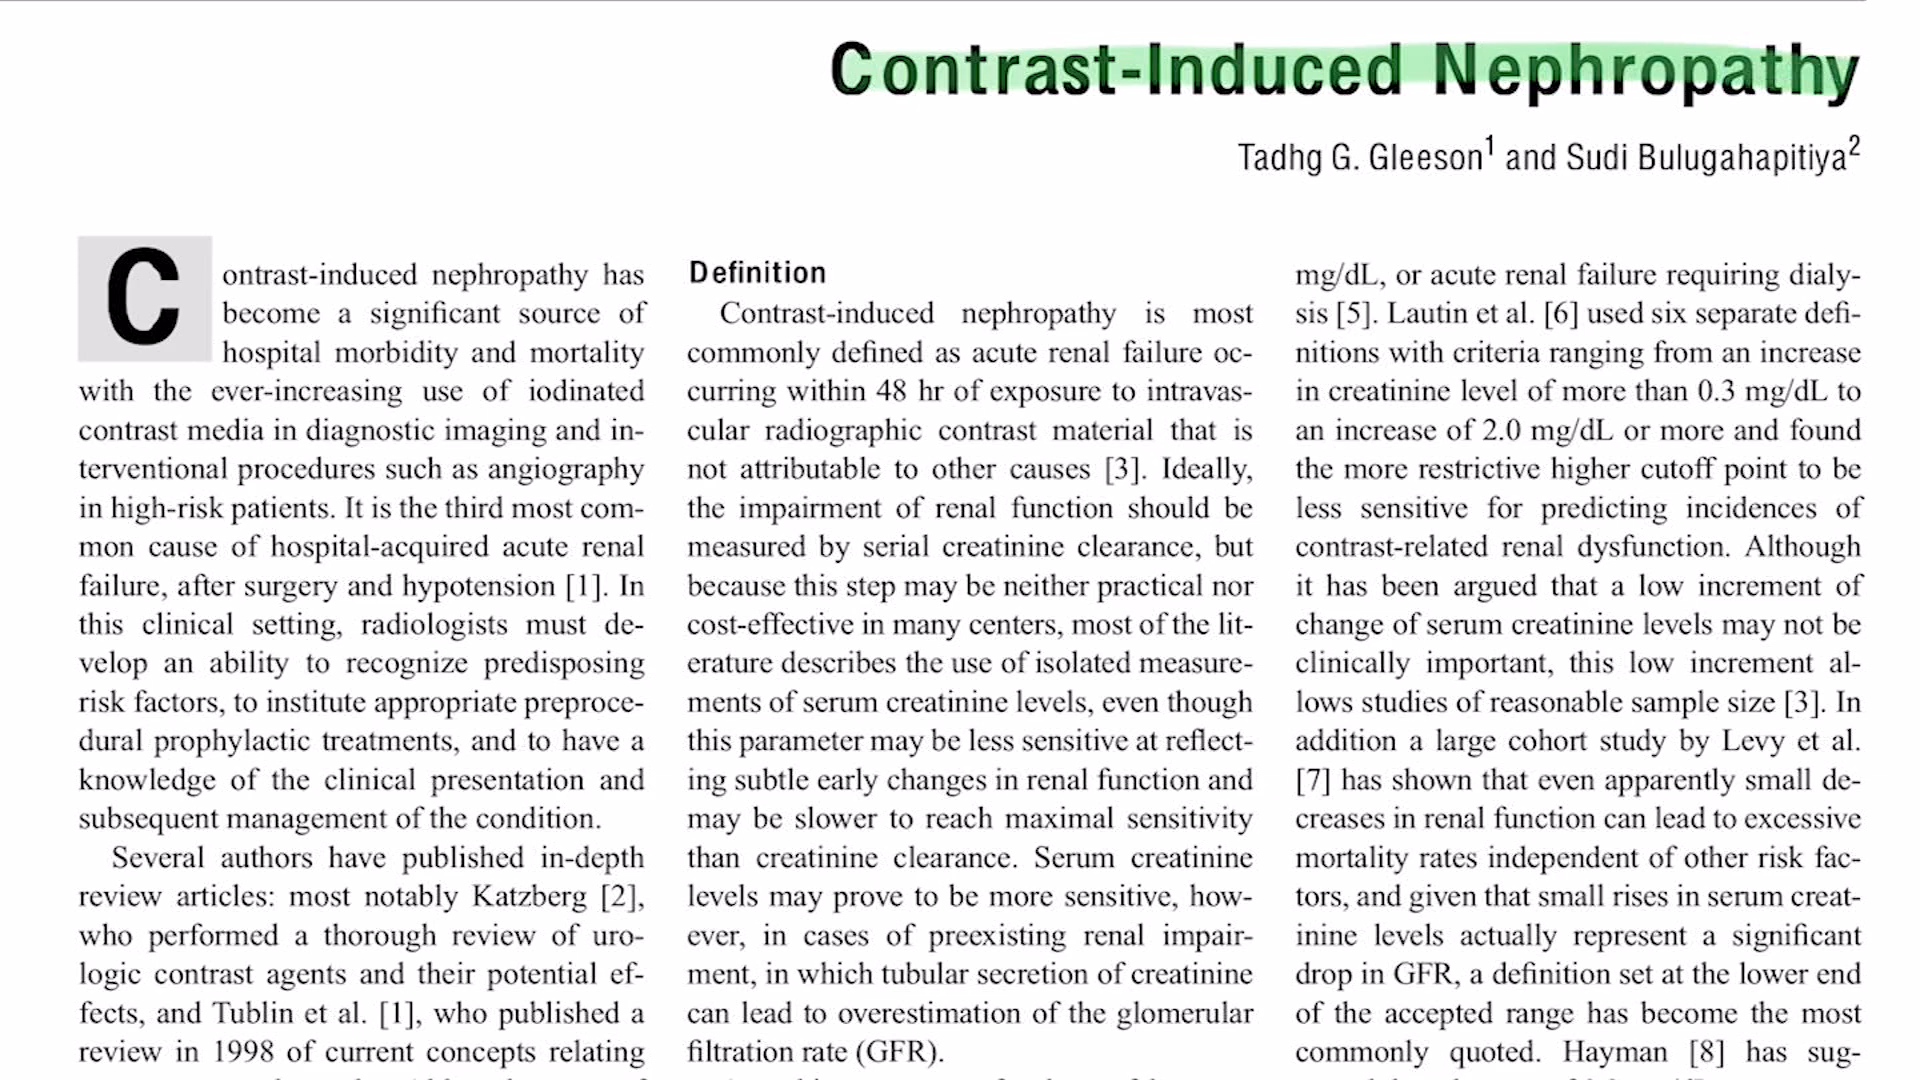 Contrast-Induced Nephropathy
Tadhg G. Gleeson1 and Sudi Bulugahapitiya2
Contrast-induced nephropathy has
become a significant source of
hospital morbidity and mortality
with the ever-increasing use of iodinated
contrast media in diagnostic imaging and in-
terventional procedures such as angiography
in high-risk patients. It is the third most com-
mon cause of hospital-acquired acute renal
failure, after surgery and hypotension [1]. In
this clinical setting, radiologists must de-
velop an ability to recognize predisposing
risk factors, to institute appropriate preproce-
dural prophylactic treatments, and to have a
knowledge of the clinical presentation and
subsequent management of the condition.
Several authors have published in-depth
review articles: most notably Katzberg [2],
who performed a thorough review of uro-
logic contrast agents and their potential ef-
fects, and Tublin et al. [1], who published a
review in 1998 of current concepts relating
Definition
Contrast-induced nephropathy is most
commonly defined as acute renal failure oc-
curring within 48 hr of exposure to intravas-
cular radiographic contrast material that is
not attributable to other causes [3]. Ideally,
the impairment of renal function should be
measured by serial creatinine clearance, but
because this step may be neither practical nor
cost-effective in many centers, most of the lit-
erature describes the use of isolated measure-
ments of serum creatinine levels, even though
this parameter may be less sensitive at reflect-
ing subtle early changes in renal function and
may be slower to reach maximal sensitivity
than creatinine clearance. Serum creatinine
levels may prove to be more sensitive, how-
ever, in cases of preexisting renal impair-
ment, in which tubular secretion of creatinine
can lead to overestimation of the glomerular
filtration rate (GFR).
mg/dL, or acute renal failure requiring dialy-
sis [5]. Lautin et al. [6] used six separate defi-
nitions with criteria ranging from an increase
in creatinine level of more than 0.3 mg/dL to
an increase of 2.0 mg/dL or more and found
the more restrictive higher cutoff point to be
less sensitive for predicting incidences of
contrast-related renal dysfunction. Although
it has been argued that a low increment of
change of serum creatinine levels may not be
clinically important, this low increment al-
lows studies of reasonable sample size [3]. In
addition a large cohort study by Levy et al.
[7] has shown that even apparently small de-
creases in renal function can lead to excessive
mortality rates independent of other risk fac-
tors, and given that small rises in serum creat-
inine levels actually represent a significant
drop in GFR, a definition set at the lower end
of the accepted range has become the most
commonly quoted. Hayman [8] has sug-